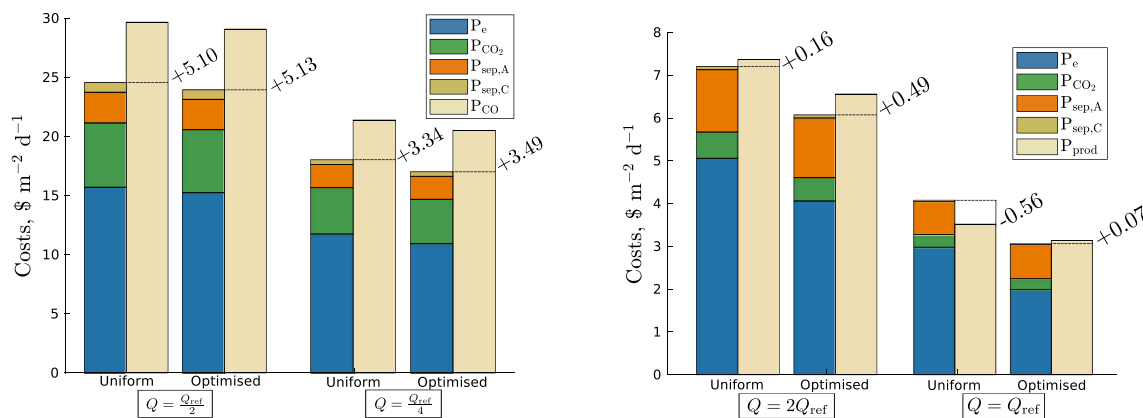 Costs, $ m⁻² d⁻¹
30
25
20
15
10
5
0
P_e
P_CO₂
P_sep,A
P_sep,C
P_CO
+5.10
+5.13
+3.34
+3.49
Uniform
Optimised
Uniform
Optimised
Q = Q_ref/2
Q = Q_ref/4
Costs, $ m⁻² d⁻¹
8
7
6
5
4
3
2
1
0
P_e
P_CO₂
P_sep,A
P_sep,C
P_prod
+0.16
+0.49
-0.56
+0.07
Uniform
Optimised
Uniform
Optimised
Q = 2Q_ref
Q = Q_ref